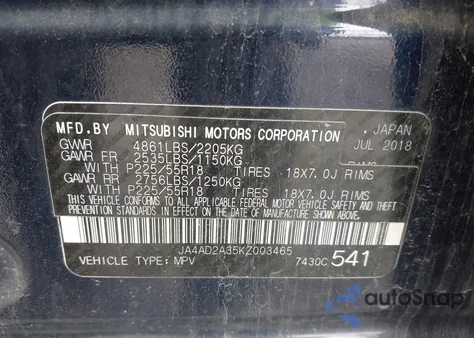 MFD.BY MITSUBISHI MOTORS CORPORATION , JAPAN
GVWR 4861LBS/2205KG JUL 2018
GAWR FR 2535LBS/1150KG
WITH P225/55R18 TIRES 18X7.0J RIMS
GAWR RR 2756LBS/1250KG
WITH P225/55R18 TIRES 18X7.0J RIMS
THIS VEHICLE CONFORMS TO ALL APPLICABLE FEDERAL MOTOR VEHICLE SAFETY AND THEFT PREVENTION STANDARDS IN EFFECT ON THE DATE OF MANUFACTURE SHOWN ABOVE.
JA4AD2A35KZ003465
VEHICLE TYPE: MPV 7430C 541
autoSnap